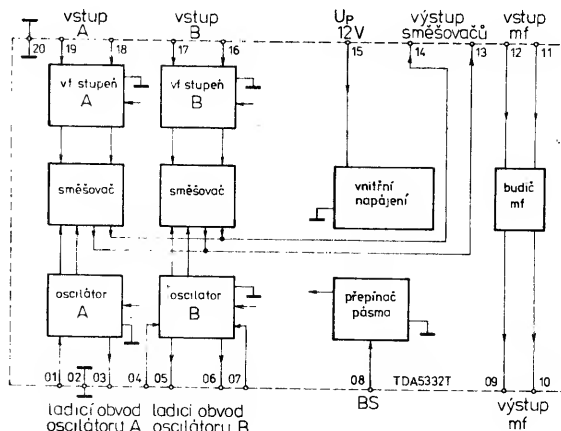 vstup
A
vstup
B
Up
12V
výstup
směšovačů
vstup
mf
20
19
18
17
16
15
14
13
12
11
vf stupeň
A
vf stupeň
B
směšovač
směšovač
vnitřní
napájení
budič
mf
oscilátor
A
oscilator
B
přepínač
pásma
01
02
03
04
05
06
07
08
TDA5332T
09
10
ladicí obvod
oscilátoru A
ladicí obvod
oscilátoru B
BS
výstup
mf